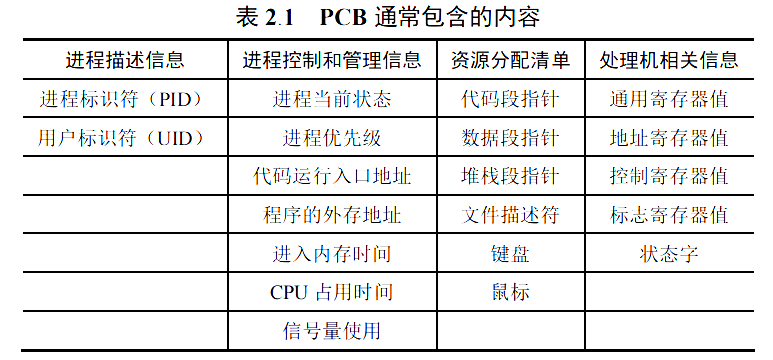 表 2.1 PCB 通常包含的内容
进程描述信息 进程控制和管理信息 资源分配清单 处理机相关信息
进程标识符（PID） 进程当前状态 代码段指针 通用寄存器值
用户标识符（UID） 进程优先级 数据段指针 地址寄存器值
代码运行入口地址 堆栈段指针 控制寄存器值
程序的外存地址 文件描述符 标志寄存器值
进入内存时间 键盘 状态字
CPU 占用时间 鼠标
信号量使用